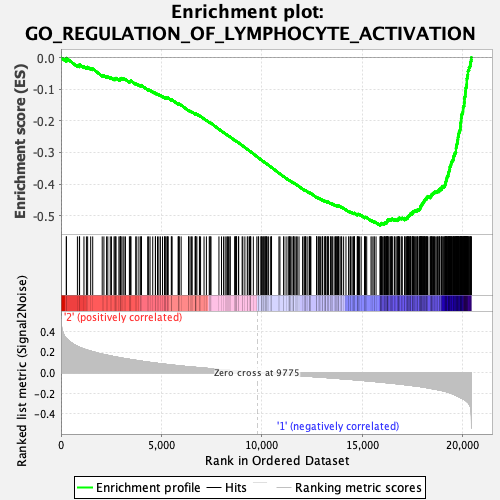 Enrichment plot:
GO_REGULATION_OF_LYMPHOCYTE_ACTIVATION
Enrichment score (ES)
0.0
-0.1
-0.2
-0.3
-0.4
-0.5
Ranked list metric (Signal2Noise)
'2' (positively correlated)
0.4
0.2
0.0
-0.2
-0.4
Zero cross at 9775
'1' (negatively correlated)
0
5,000
10,000
15,000
20,000
Rank in Ordered Dataset
Enrichment profile
Hits
Ranking metric scores